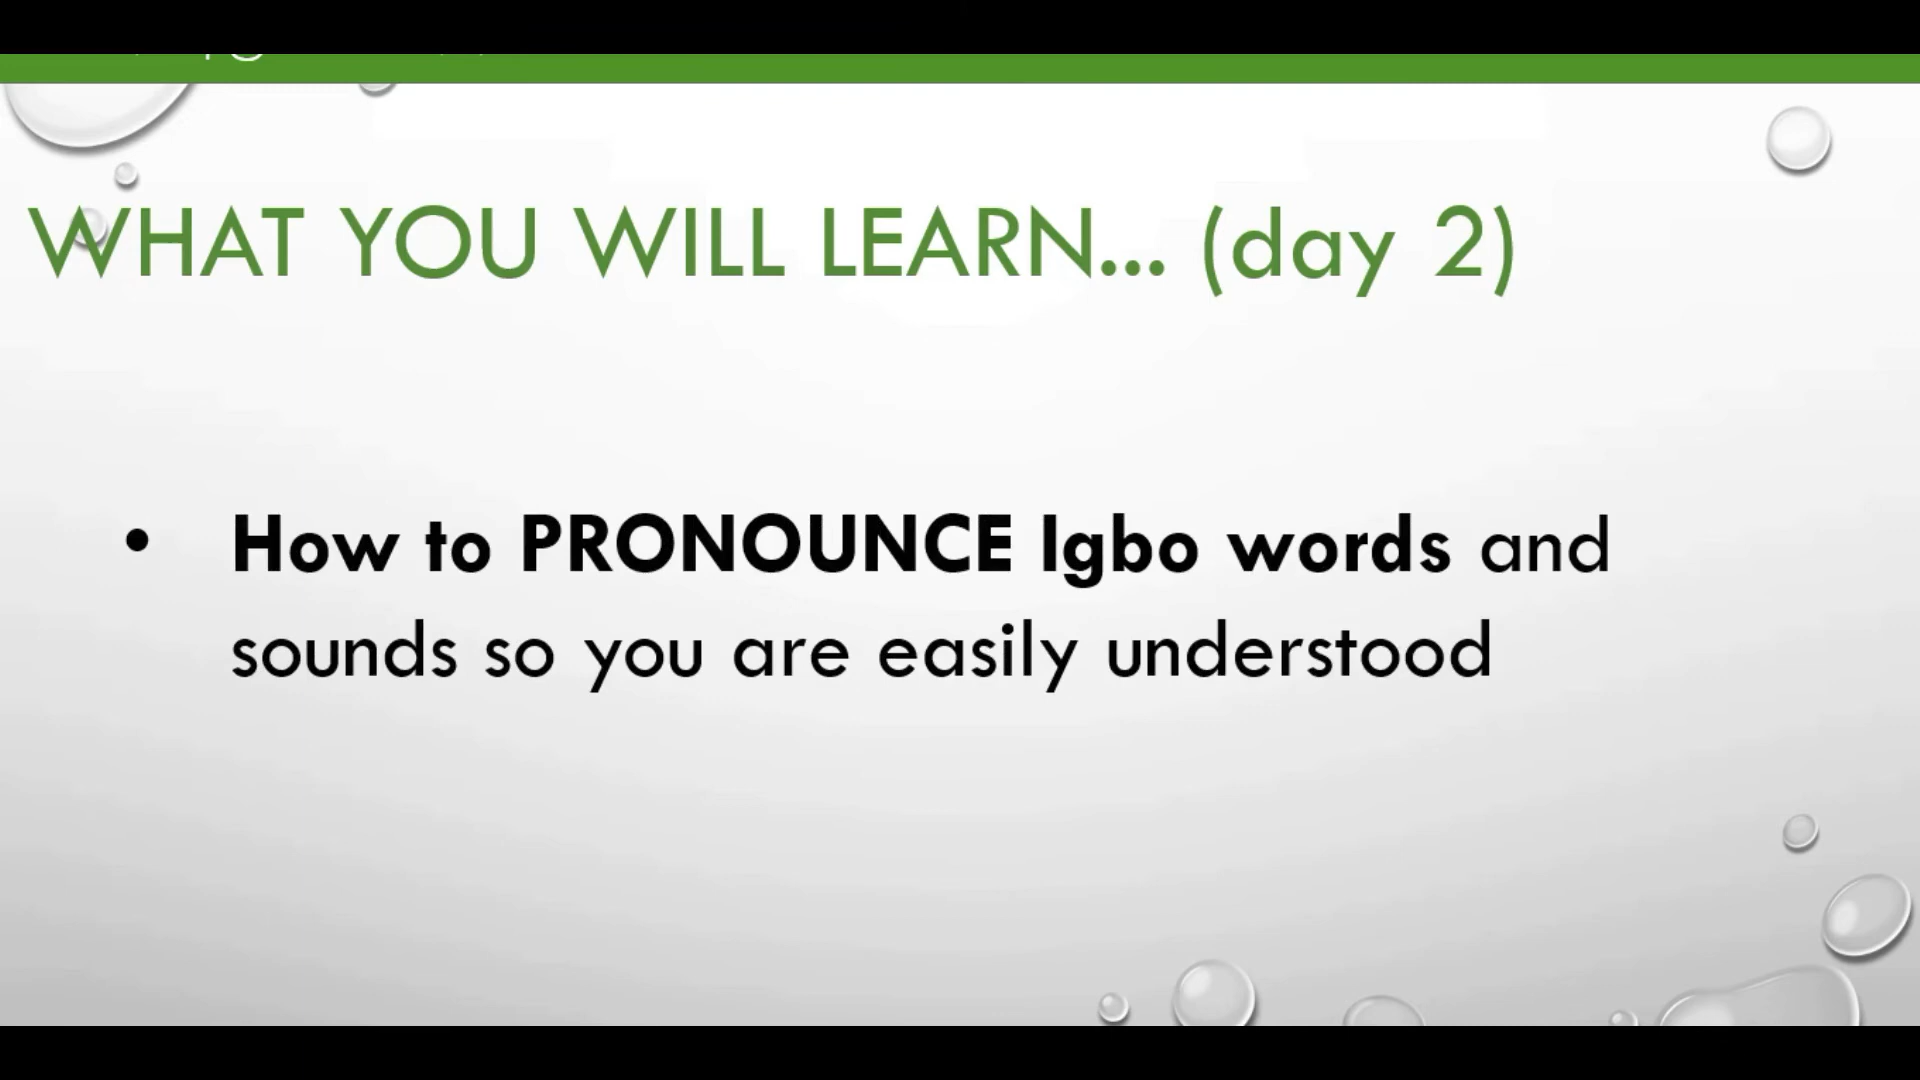 WHAT YOU WILL LEARN... (day 2)
• How to PRONOUNCE Igbo words and
sounds so you are easily understood